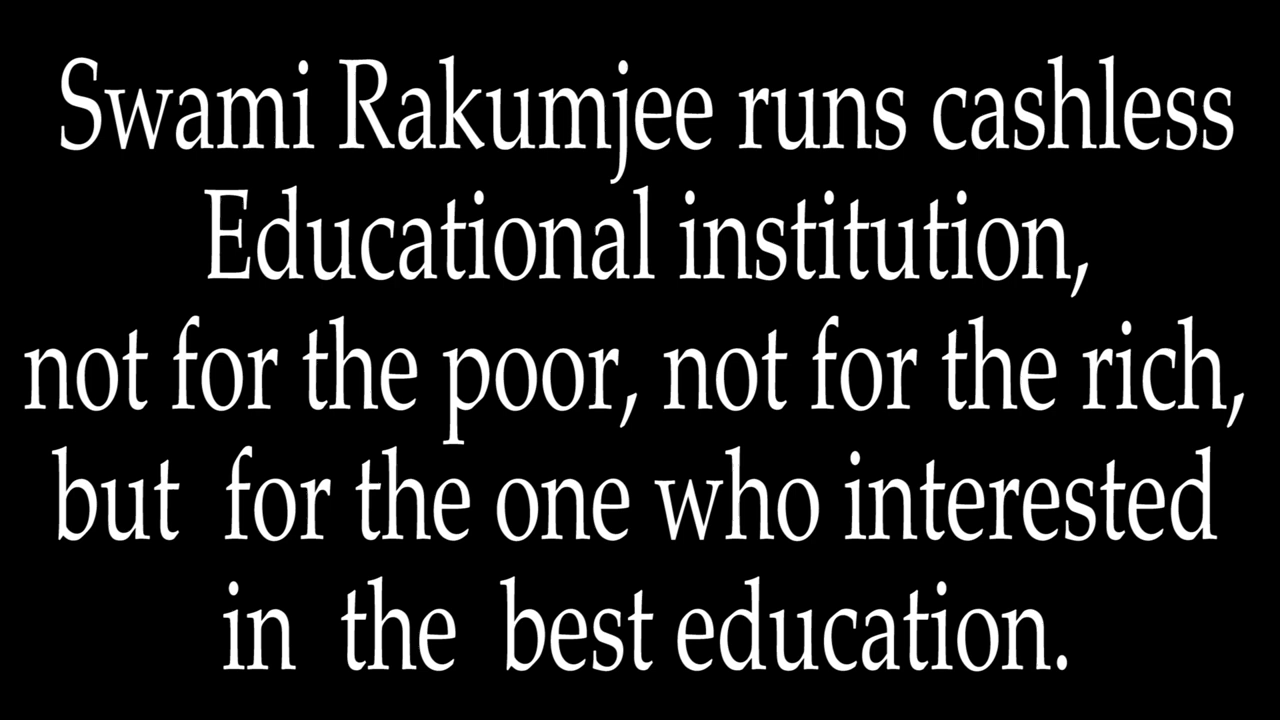 Swami Rakumjee runs cashless
Educational institution,
not for the poor, not for the rich,
but for the one who interested
in the best education.